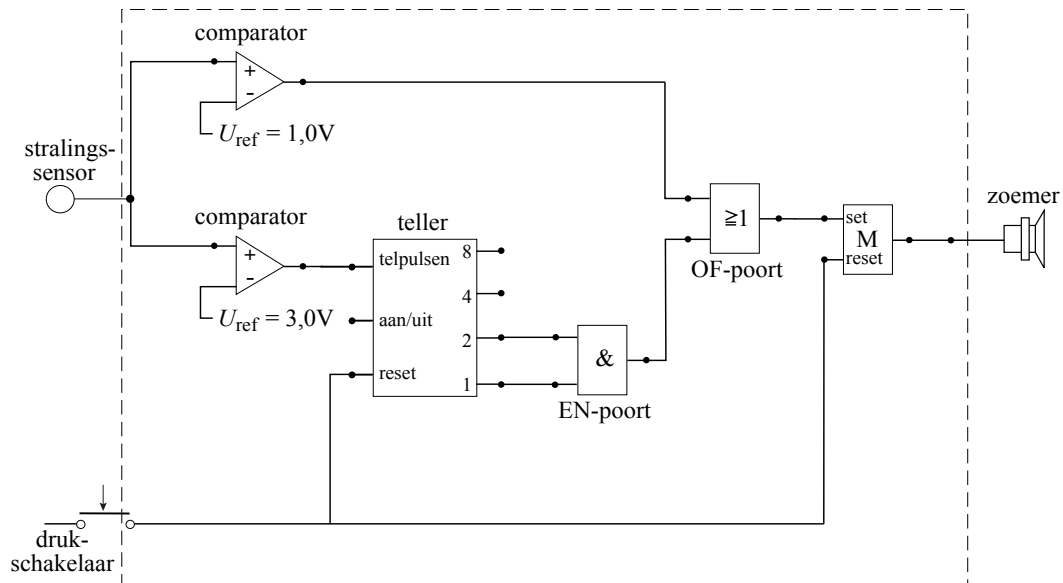 comparator
+
-
U_ref = 1,0V
stralings-
sensor
comparator
+
-
U_ref = 3,0V
teller
telpulsen
8
4
aan/uit
2
reset
1
&
EN-poort
≧1
OF-poort
set
M
reset
zoemer
druk-
schakelaar